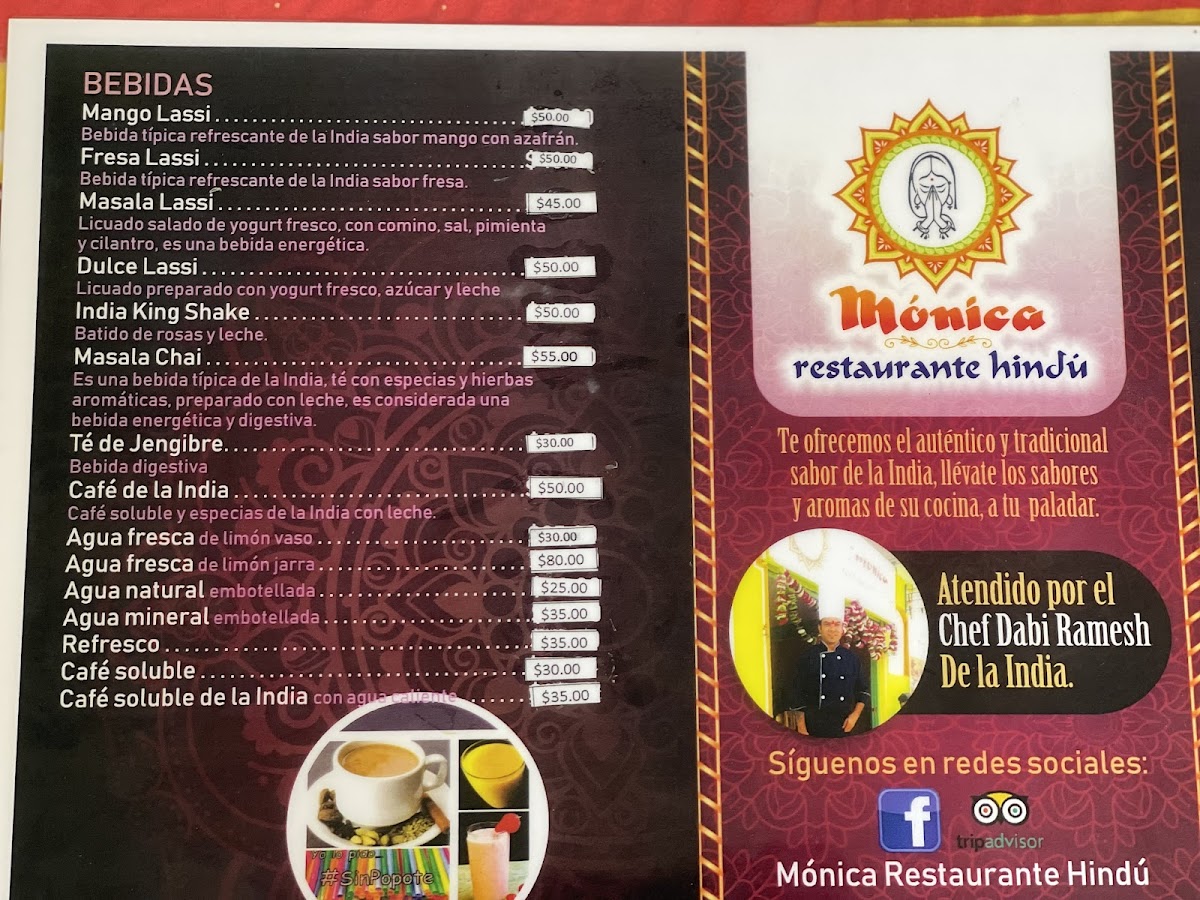 BEBIDAS
Mango Lassi........................$50.00
Bebida típica refrescante de la India sabor mango con azafrán.
Fresa Lassi........................$50.00
Bebida típica refrescante de la India sabor fresa.
Masala Lassi........................$45.00
Licuado salado de yogurt fresco, con comino, sal, pimienta
y cilantro, es una bebida energética.
Dulce Lassi........................$50.00
Licuado preparado con yogurt fresco, azúcar y leche
India King Shake........................$50.00
Batido de rosas y leche.
Masala Chai........................$55.00
Es una bebida típica de la India, té con especias y hierbas
aromáticas, preparado con leche, es considerada una
bebida energética y digestiva.
Té de Jengibre........................$30.00
Bebida digestiva
Café de la India........................$50.00
Café soluble y especias de la India con leche.
Agua fresca de limón vaso........................$30.00
Agua fresca de limón jarra........................$80.00
Agua natural embotellada........................$25.00
Agua mineral embotellada........................$35.00
Refresco........................$35.00
Café soluble........................$30.00
Café soluble de la India con agua caliente........$35.00
yo lo pido...
#SinPopote
Mónica
restaurante hindú
Te ofrecemos el auténtico y tradicional
sabor de la India, llévate los sabores
y aromas de su cocina, a tu paladar.
Atendido por el
Chef Dabi Ramesh
De la India.
Síguenos en redes sociales:
f
tripadvisor
Mónica Restaurante Hindú